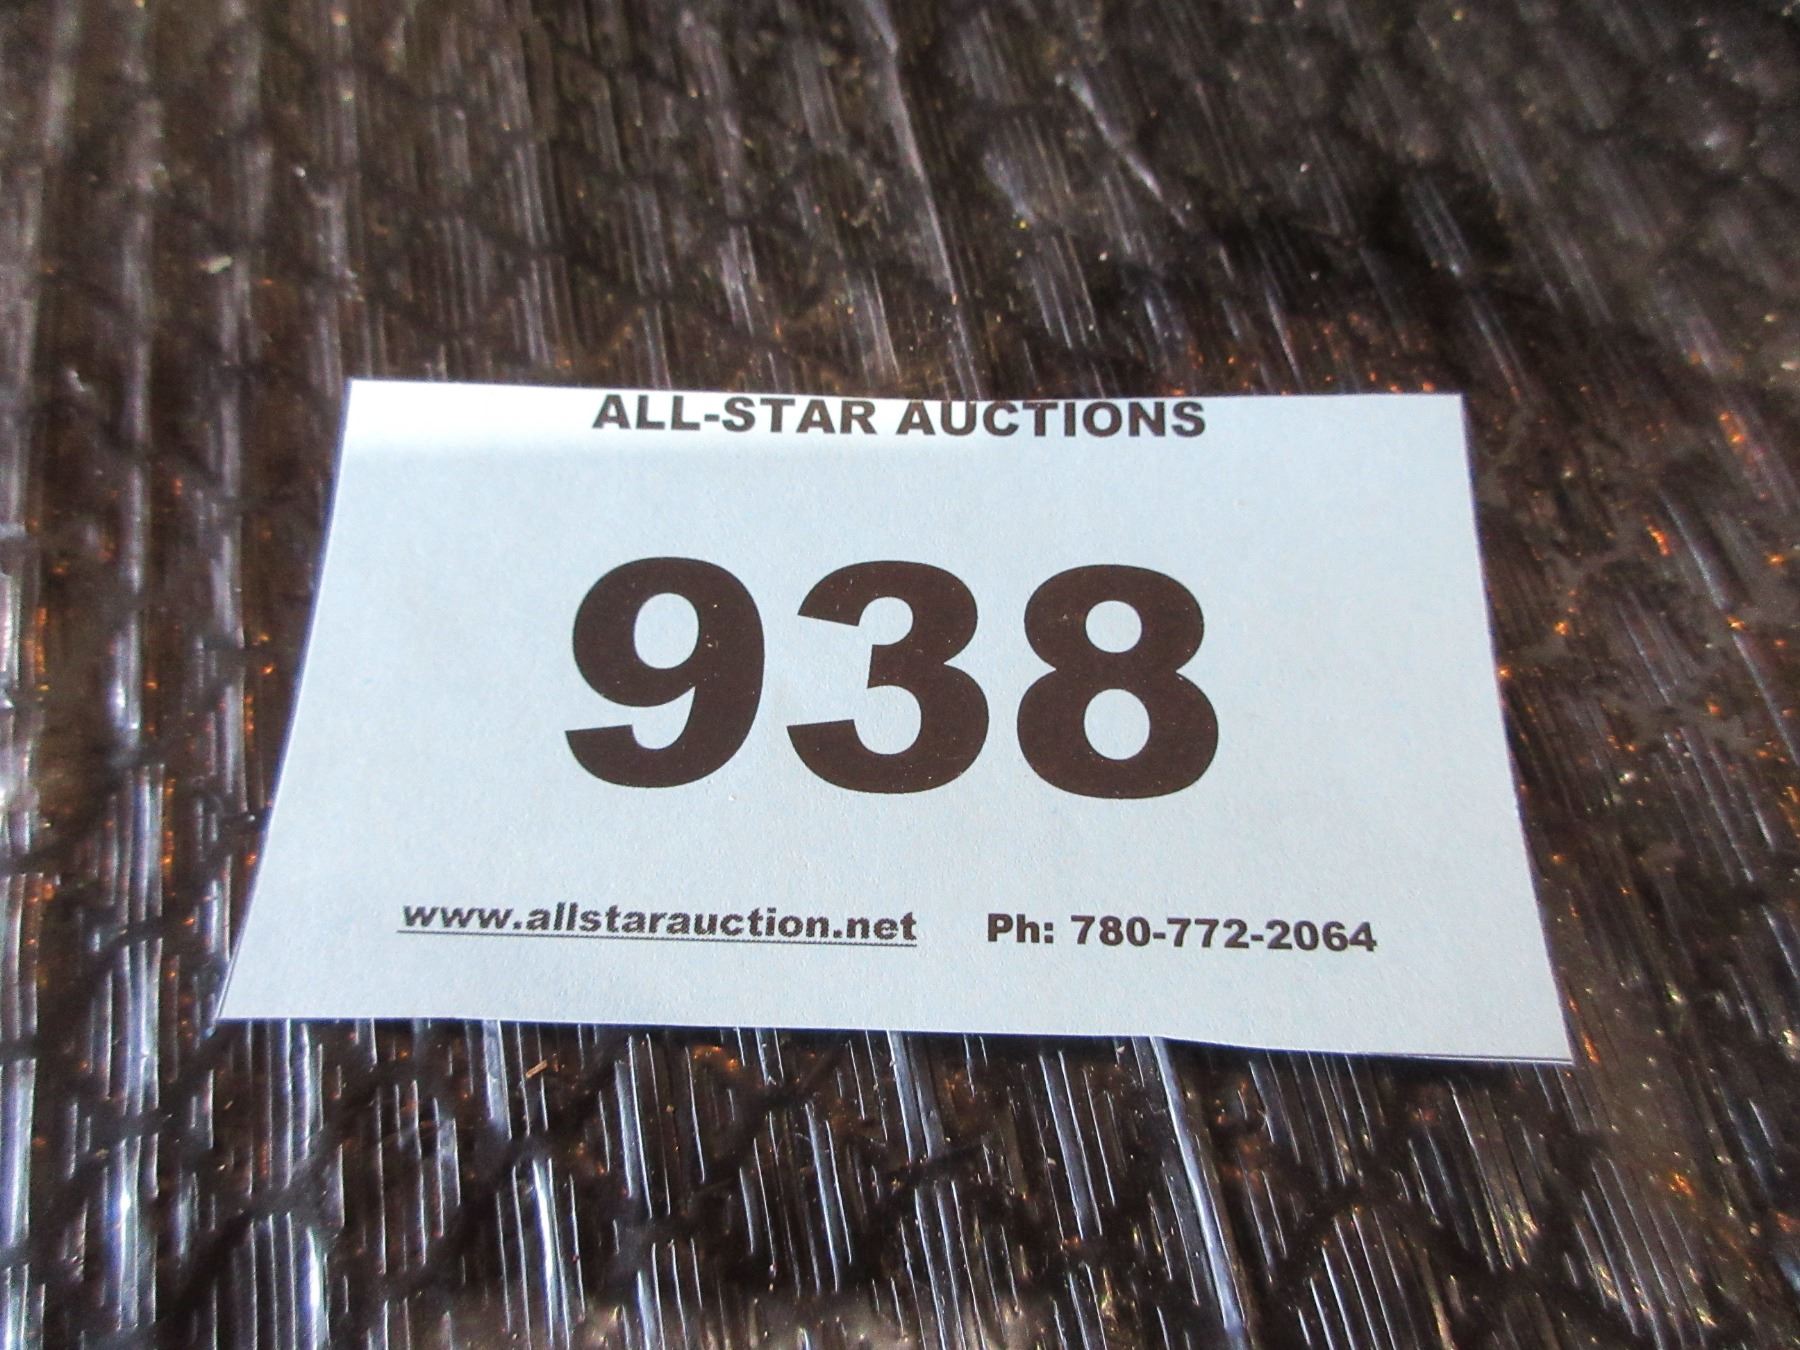 ALL-STAR AUCTIONS
938
www.allstarauction.net Ph: 780-772-2064